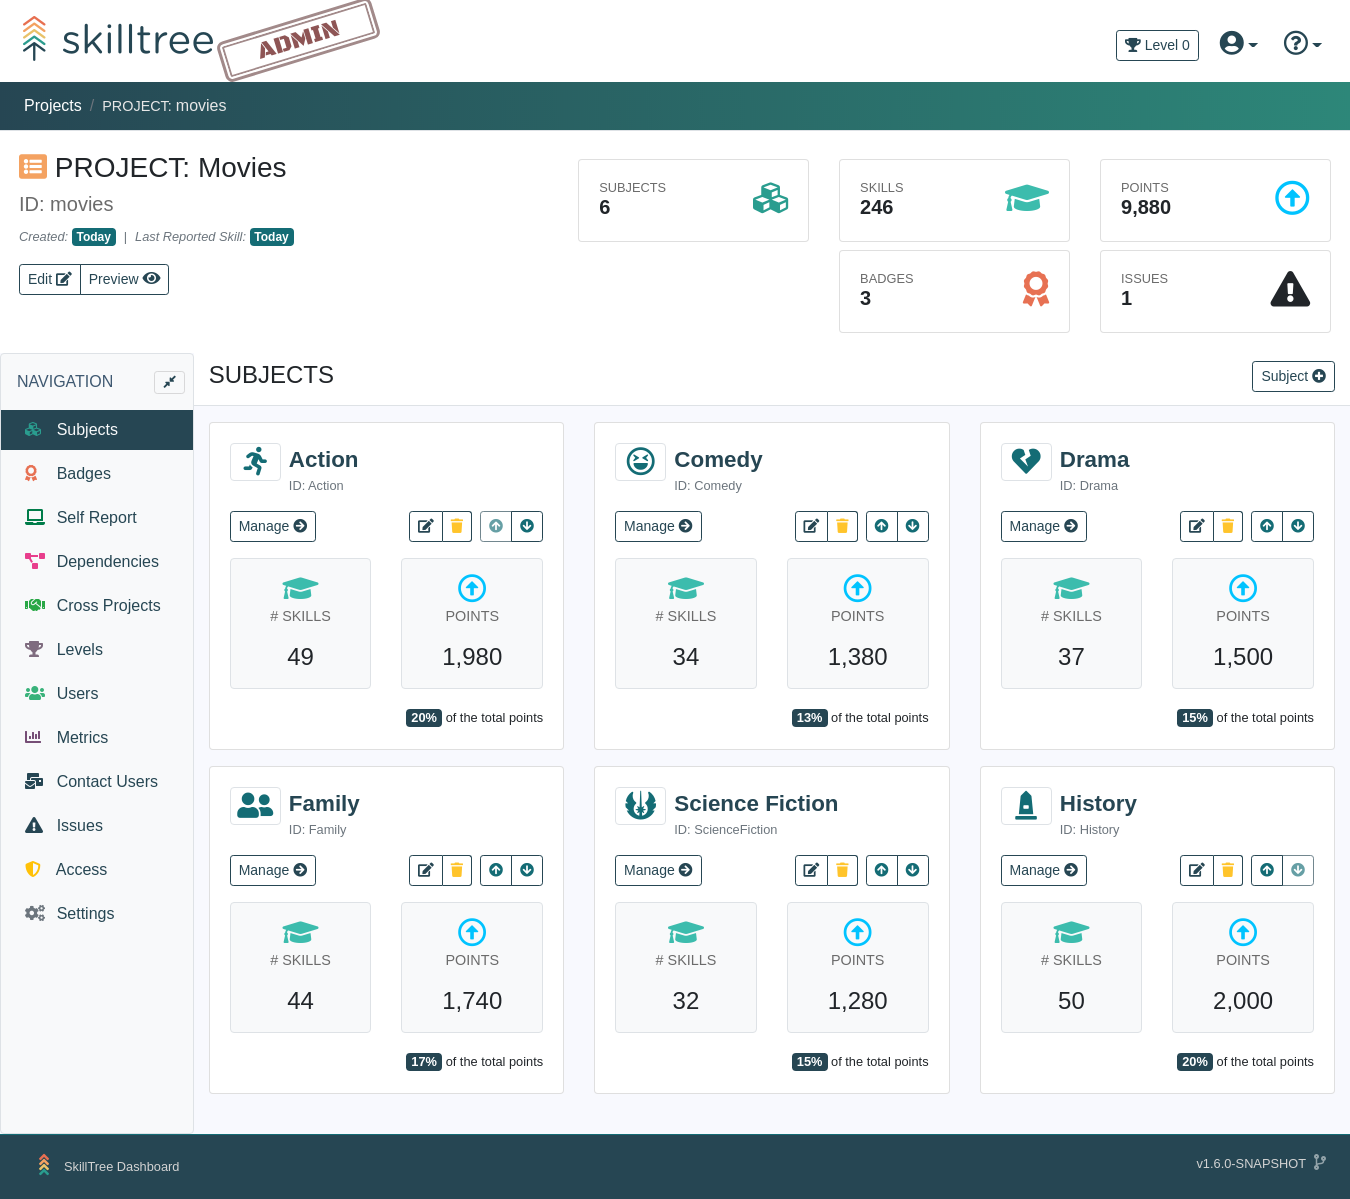 skilltree
ADMIN
Level 0
Projects / PROJECT: movies
PROJECT: Movies
ID: movies
Created: Today | Last Reported Skill: Today
Edit
Preview
SUBJECTS
6
SKILLS
246
POINTS
9,880
BADGES
3
ISSUES
1
NAVIGATION
Subjects
Badges
Self Report
Dependencies
Cross Projects
Levels
Users
Metrics
Contact Users
Issues
Access
Settings
SUBJECTS
Subject
Action
ID: Action
Manage
# SKILLS
49
POINTS
1,980
20% of the total points
Comedy
ID: Comedy
Manage
# SKILLS
34
POINTS
1,380
13% of the total points
Drama
ID: Drama
Manage
# SKILLS
37
POINTS
1,500
15% of the total points
Family
ID: Family
Manage
# SKILLS
44
POINTS
1,740
17% of the total points
Science Fiction
ID: ScienceFiction
Manage
# SKILLS
32
POINTS
1,280
15% of the total points
History
ID: History
Manage
# SKILLS
50
POINTS
2,000
20% of the total points
SkillTree Dashboard
v1.6.0-SNAPSHOT